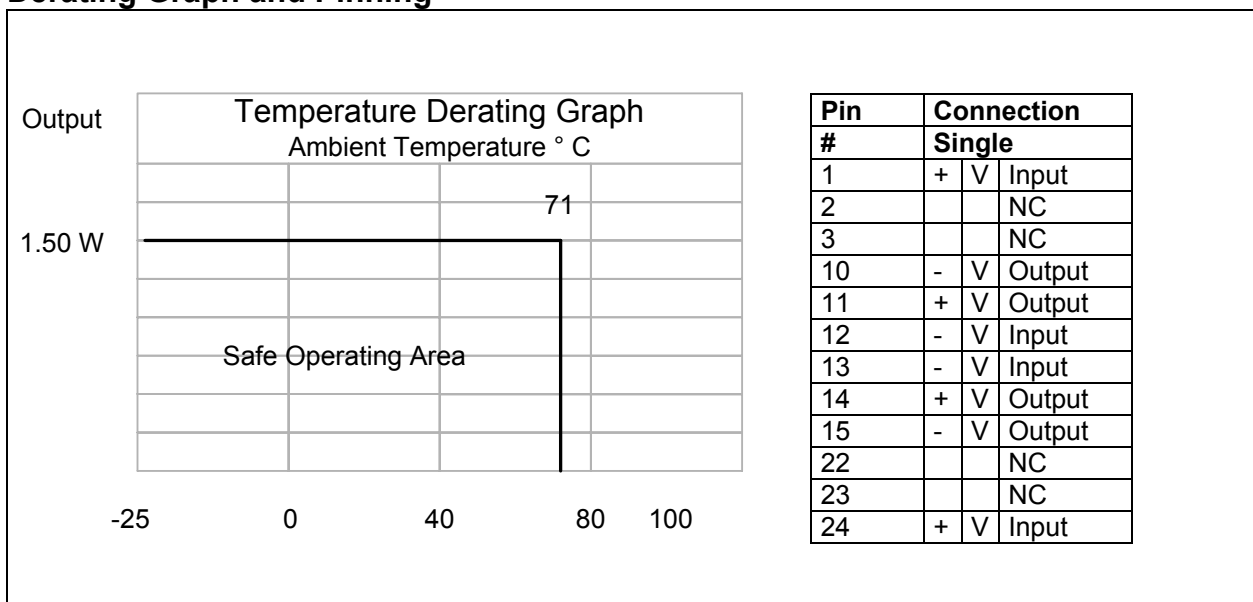 Derating Graph and Pinning
Output
Temperature Derating Graph
Ambient Temperature ° C
71
1.50 W
Safe Operating Area
-25 0 40 80 100
Pin Connection
# Single
1 + V Input
2 NC
3 NC
10 - V Output
11 + V Output
12 - V Input
13 - V Input
14 + V Output
15 - V Output
22 NC
23 NC
24 + V Input